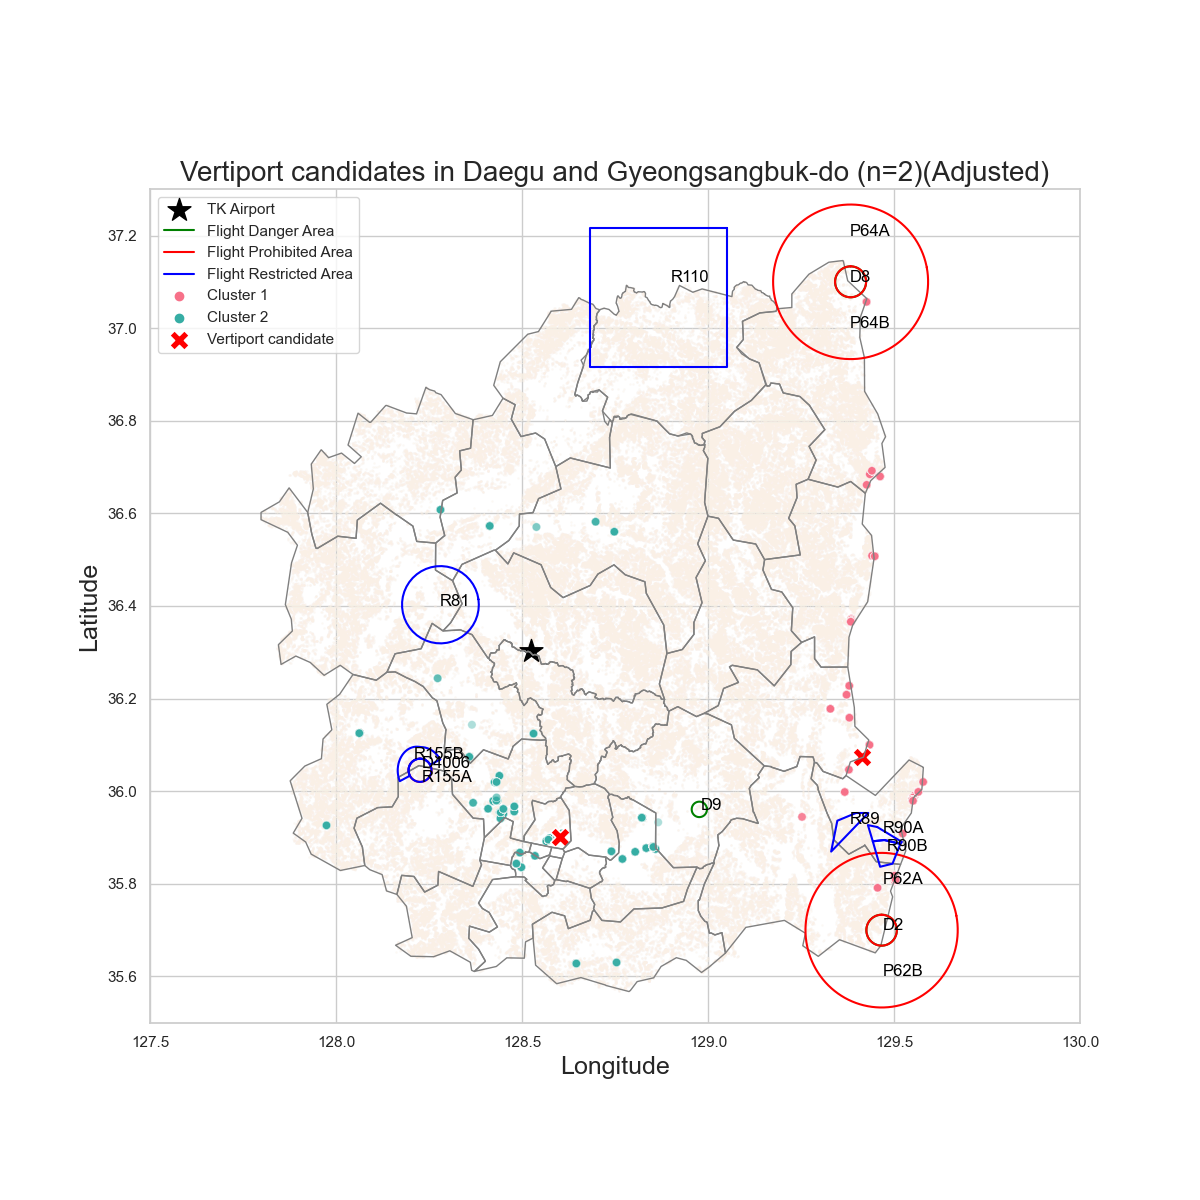 Vertiport candidates in Daegu and Gyeongsangbuk-do (n=2)(Adjusted)
TK Airport
Flight Danger Area
Flight Prohibited Area
Flight Restricted Area
Cluster 1
Cluster 2
Vertiport candidate
P64A
R110
D8
P64B
R81
R155B
L4006
R155A
D9
R89
R90A
R90B
P62A
D2
P62B
37.2
37.0
36.8
36.6
36.4
36.2
36.0
35.8
35.6
Latitude
127.5
128.0
128.5
129.0
129.5
130.0
Longitude